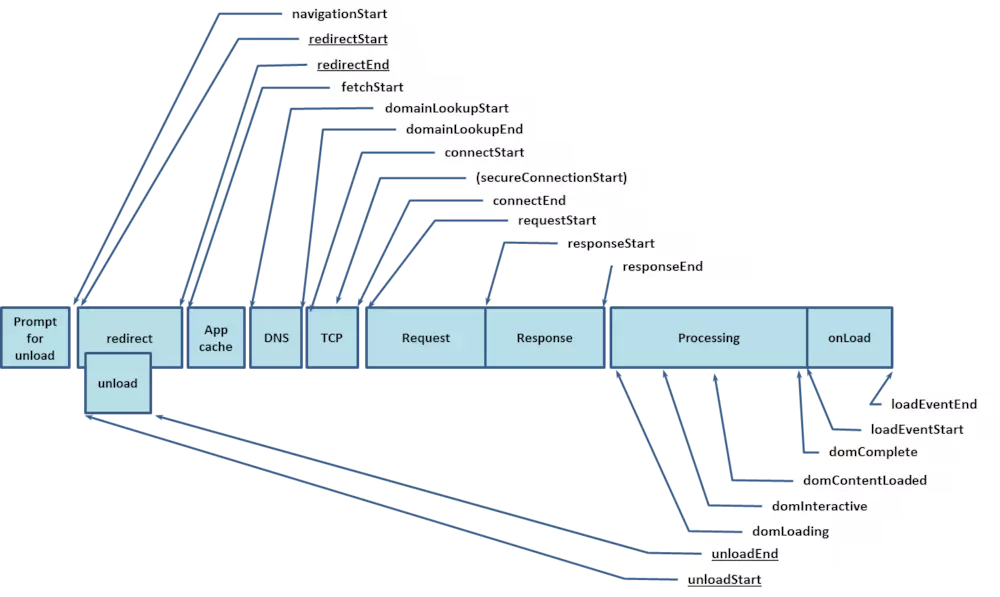 navigationStart
redirectStart
redirectEnd
fetchStart
domainLookupStart
domainLookupEnd
connectStart
(secureConnectionStart)
connectEnd
requestStart
responseStart
responseEnd
Prompt
for
unload
redirect
unload
App
cache
DNS
TCP
Request
Response
Processing
onLoad
loadEventEnd
loadEventStart
domComplete
domContentLoaded
domInteractive
domLoading
unloadEnd
unloadStart